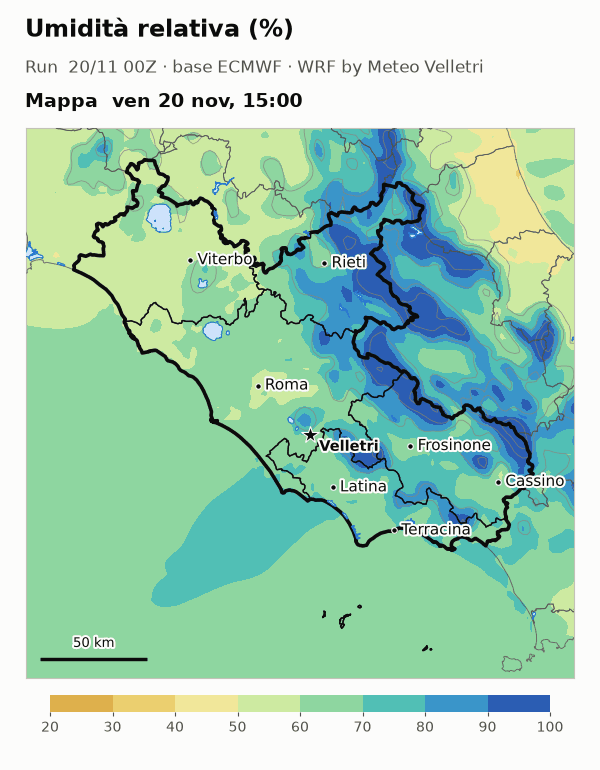 Umidità relativa (%)
Run  20/11 00Z · base ECMWF · WRF by Meteo Velletri
Mappa  ven 20 nov, 15:00
Viterbo
Rieti
Roma
Velletri
Frosinone
Cassino
Latina
Terracina
50 km
20 30 40 50 60 70 80 90 100